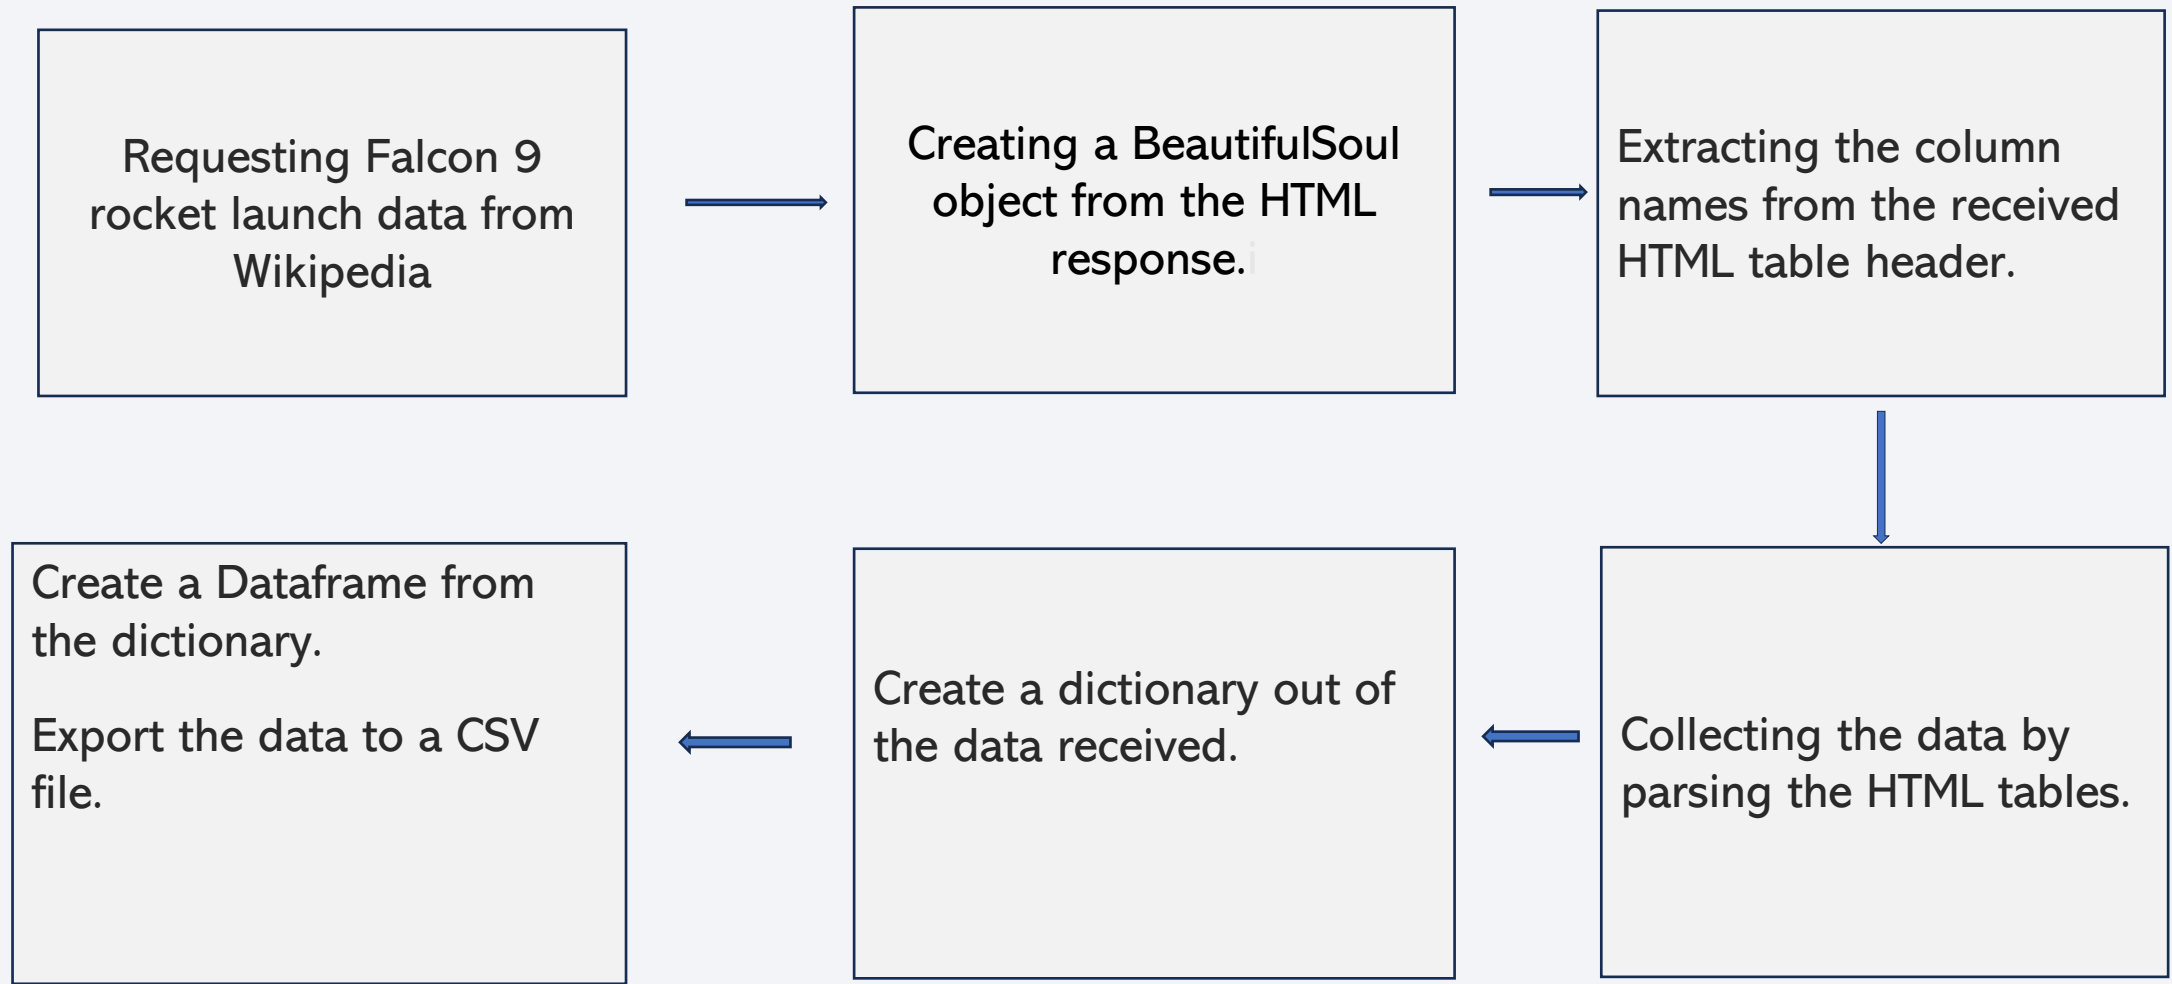 Requesting Falcon 9
rocket launch data from
Wikipedia
Creating a BeautifulSoul
object from the HTML
response.i
Extracting the column
names from the received
HTML table header.
Collecting the data by
parsing the HTML tables.
Create a dictionary out of
the data received.
Create a Dataframe from
the dictionary.
Export the data to a CSV
file.